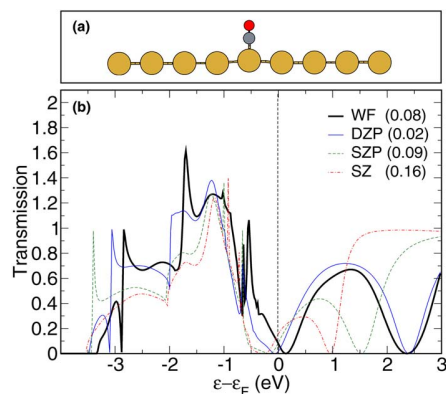 (a)
(b)
WF (0.08)
DZP (0.02)
SZP (0.09)
SZ (0.16)
Transmission
2
1.8
1.6
1.4
1.2
1
0.8
0.6
0.4
0.2
0
-3
-2
-1
0
1
2
3
ε-ε_F (eV)